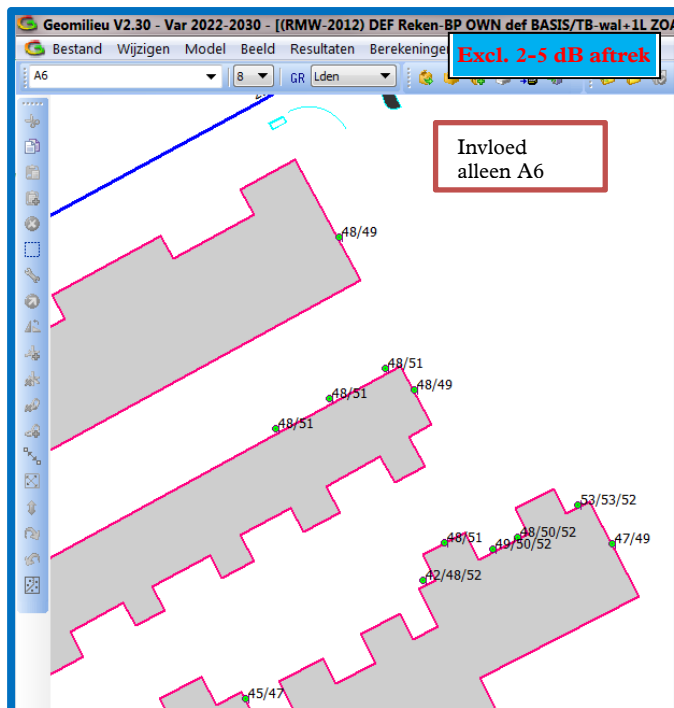 Geomilieu V2.30 - Var 2022-2030 - [(RMW-2012) DEF Reken-BP OWN def BASIS/TB-wal+1L ZOA
Bestand Wijzigen Model Beeld Resultaten Berekeningen
Excl. 2-5 dB aftrek
A6 8 GR Lden
Invloed
alleen A6
48/49
48/51
48/49
48/51
48/51
53/53/52
48/50/52
48/51
47/49
49/50/52
42/48/52
45/47